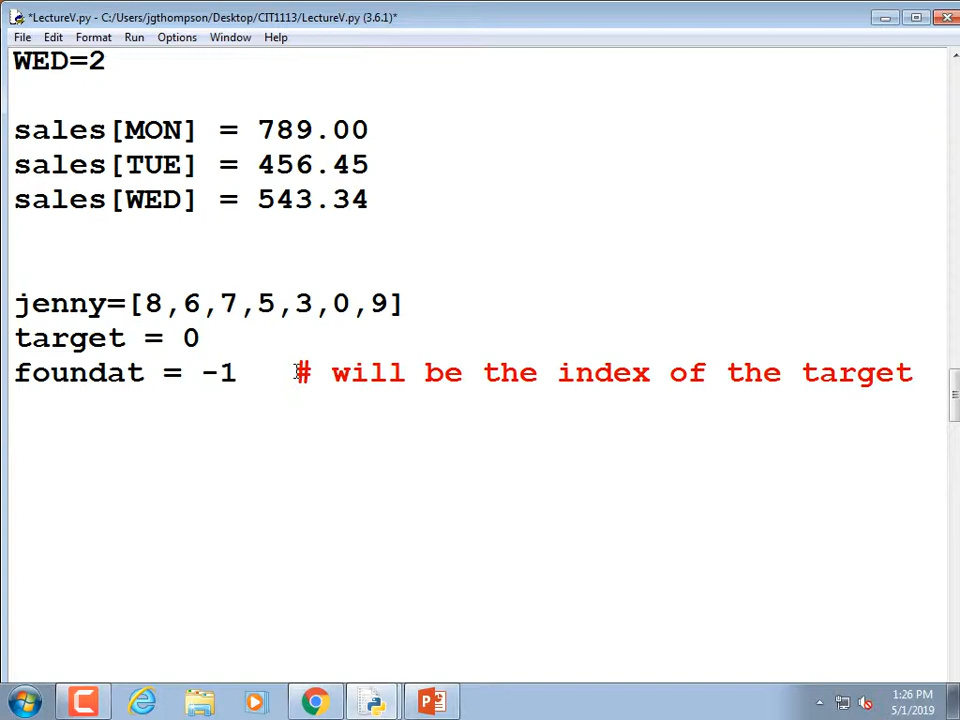 *LectureV.py - C:/Users/jgthompson/Desktop/CIT1113/LectureV.py (3.6.1)*
File Edit Format Run Options Window Help
WED=2
sales[MON] = 789.00
sales[TUE] = 456.45
sales[WED] = 543.34
jenny=[8,6,7,5,3,0,9]
target = 0
foundat = -1 # will be the index of the target
1:26 PM
5/1/2019